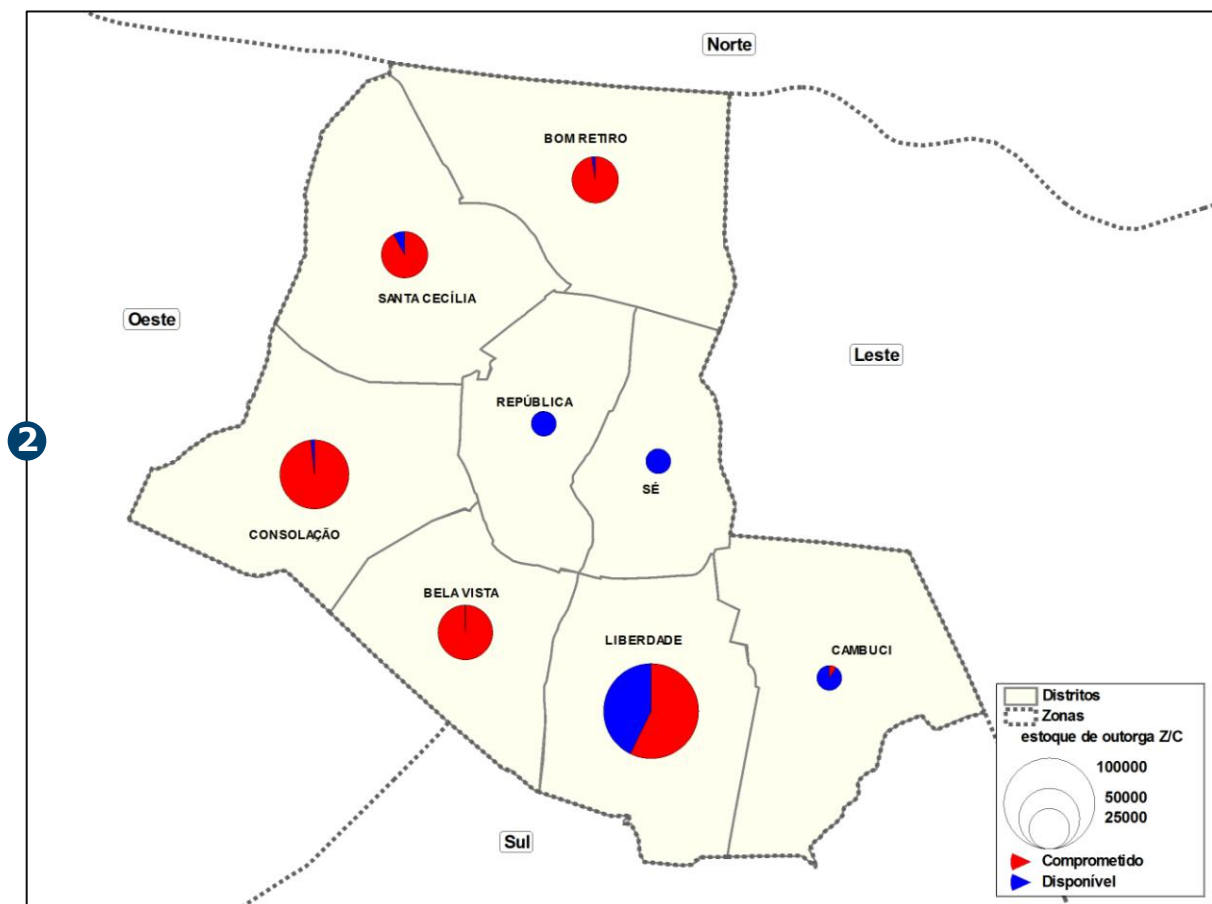 Norte
BOM RETIRO
SANTA CECÍLIA
Oeste
Leste
REPÚBLICA
2
SÉ
CONSOLAÇÃO
BELA VISTA
LIBERDADE
CAMBUCI
Distritos
Zonas
estoque de outorga Z/C
100000
50000
25000
Sul
Comprometido
Disponível